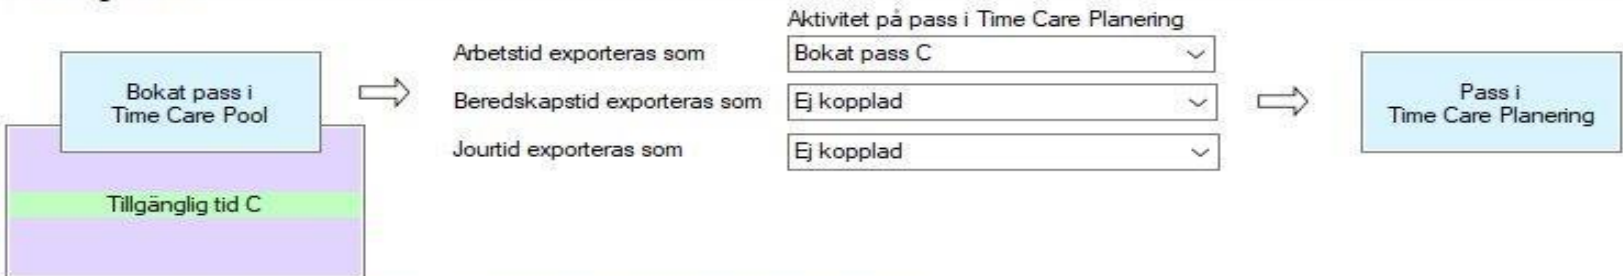 Aktivitet på pass i Time Care Planering
Arbetstid exporteras som
Bokat pass C
Bokat pass i
Time Care Pool
Beredskapstid exporteras som
Ej kopplad
Pass i
Time Care Planering
Jourtid exporteras som
Ej kopplad
Tillgänglig tid C